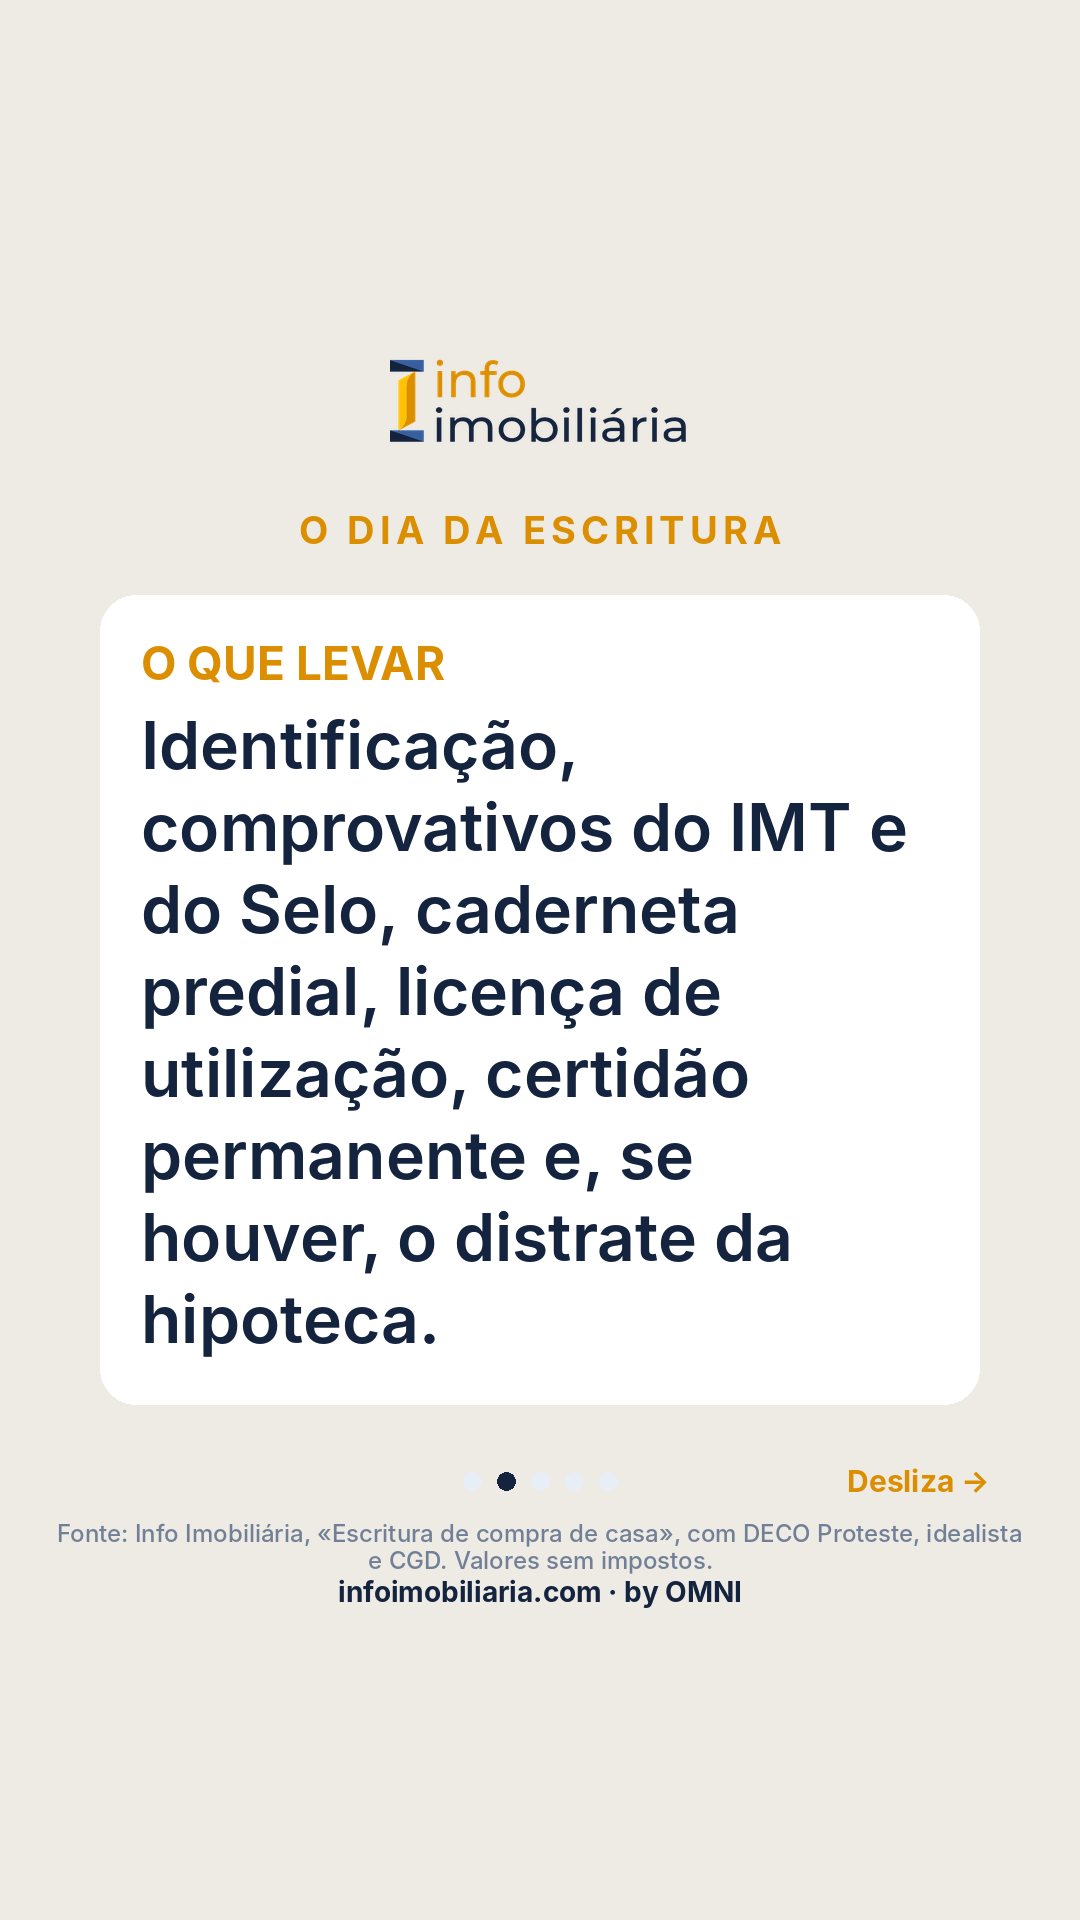 info
imobiliária
O DIA DA ESCRITURA
O QUE LEVAR
Identificação,
comprovativos do IMT e
do Selo, caderneta
predial, licença de
utilização, certidão
permanente e, se
houver, o distrate da
hipoteca.
Desliza →
Fonte: Info Imobiliária, «Escritura de compra de casa», com DECO Proteste, idealista
e CGD. Valores sem impostos.
infoimobiliaria.com · by OMNI